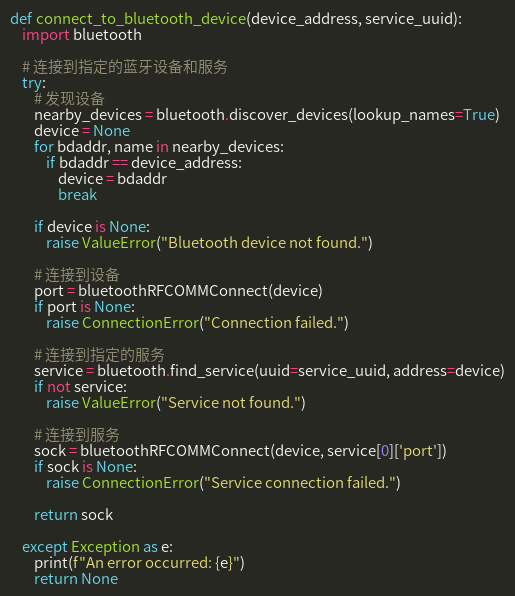 def connect_to_bluetooth_device(device_address, service_uuid):
    import bluetooth

    # 连接到指定的蓝牙设备和服务
    try:
        # 发现设备
        nearby_devices = bluetooth.discover_devices(lookup_names=True)
        device = None
        for bdaddr, name in nearby_devices:
            if bdaddr == device_address:
                device = bdaddr
                break

        if device is None:
            raise ValueError("Bluetooth device not found.")

        # 连接到设备
        port = bluetoothRFCOMMConnect(device)
        if port is None:
            raise ConnectionError("Connection failed.")

        # 连接到指定的服务
        service = bluetooth.find_service(uuid=service_uuid, address=device)
        if not service:
            raise ValueError("Service not found.")

        # 连接到服务
        sock = bluetoothRFCOMMConnect(device, service[0]['port'])
        if sock is None:
            raise ConnectionError("Service connection failed.")

        return sock

    except Exception as e:
        print(f"An error occurred: {e}")
        return None